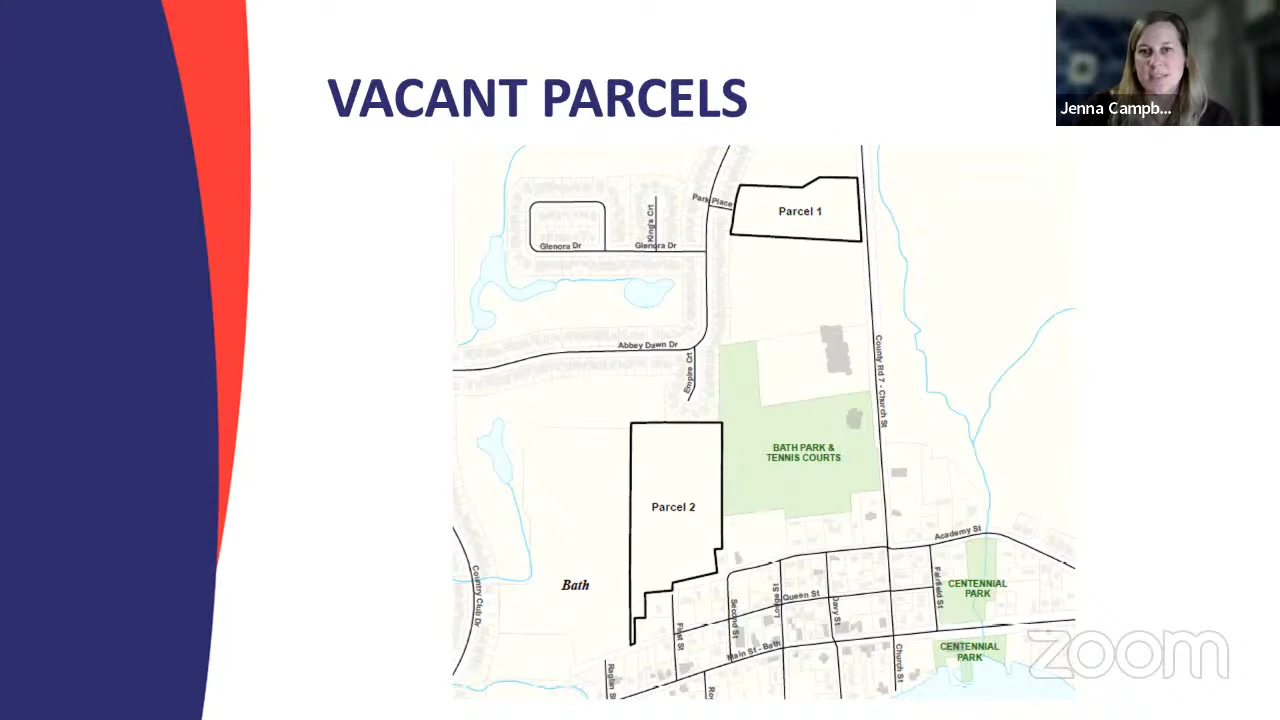 VACANT PARCELS
Jenna Campb...
Park Place
Parcel 1
King's Crt
Glenora Dr
Glenora Dr
Abbey Dawn Dr
Empire Crt
County Rd 7 - Church St
BATH PARK &
TENNIS COURTS
Parcel 2
Academy St
Country Club Dr
Bath
Fairfield St
CENTENNIAL
PARK
Lodge St
Queen St
Davy St
Second St
First St
Main St - Bath
Church St
CENTENNIAL
PARK
Raglan St
zoom